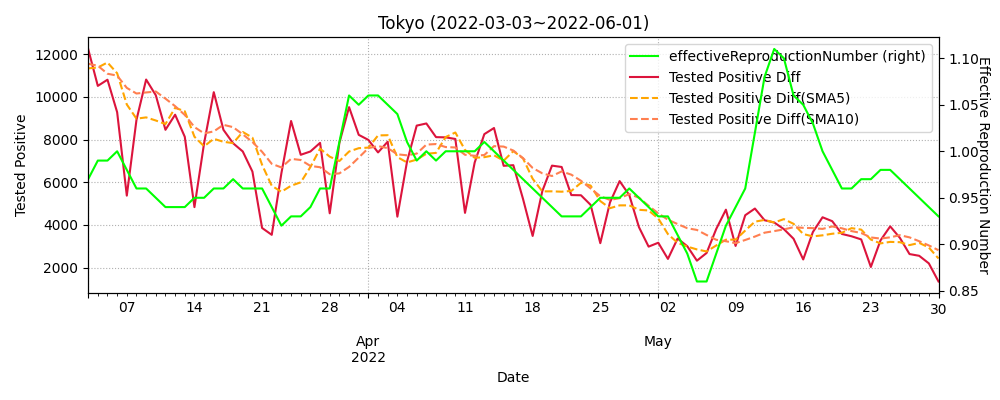 Tokyo (2022-03-03~2022-06-01)
effectiveReproductionNumber (right)
Tested Positive Diff
Tested Positive Diff(SMA5)
Tested Positive Diff(SMA10)
12000
10000
8000
6000
4000
2000
Tested Positive
1.10
1.05
1.00
0.95
0.90
0.85
Effective Reproduction Number
07 14 21 28 04 11 18 25 02 09 16 23 30
Apr May
2022
Date